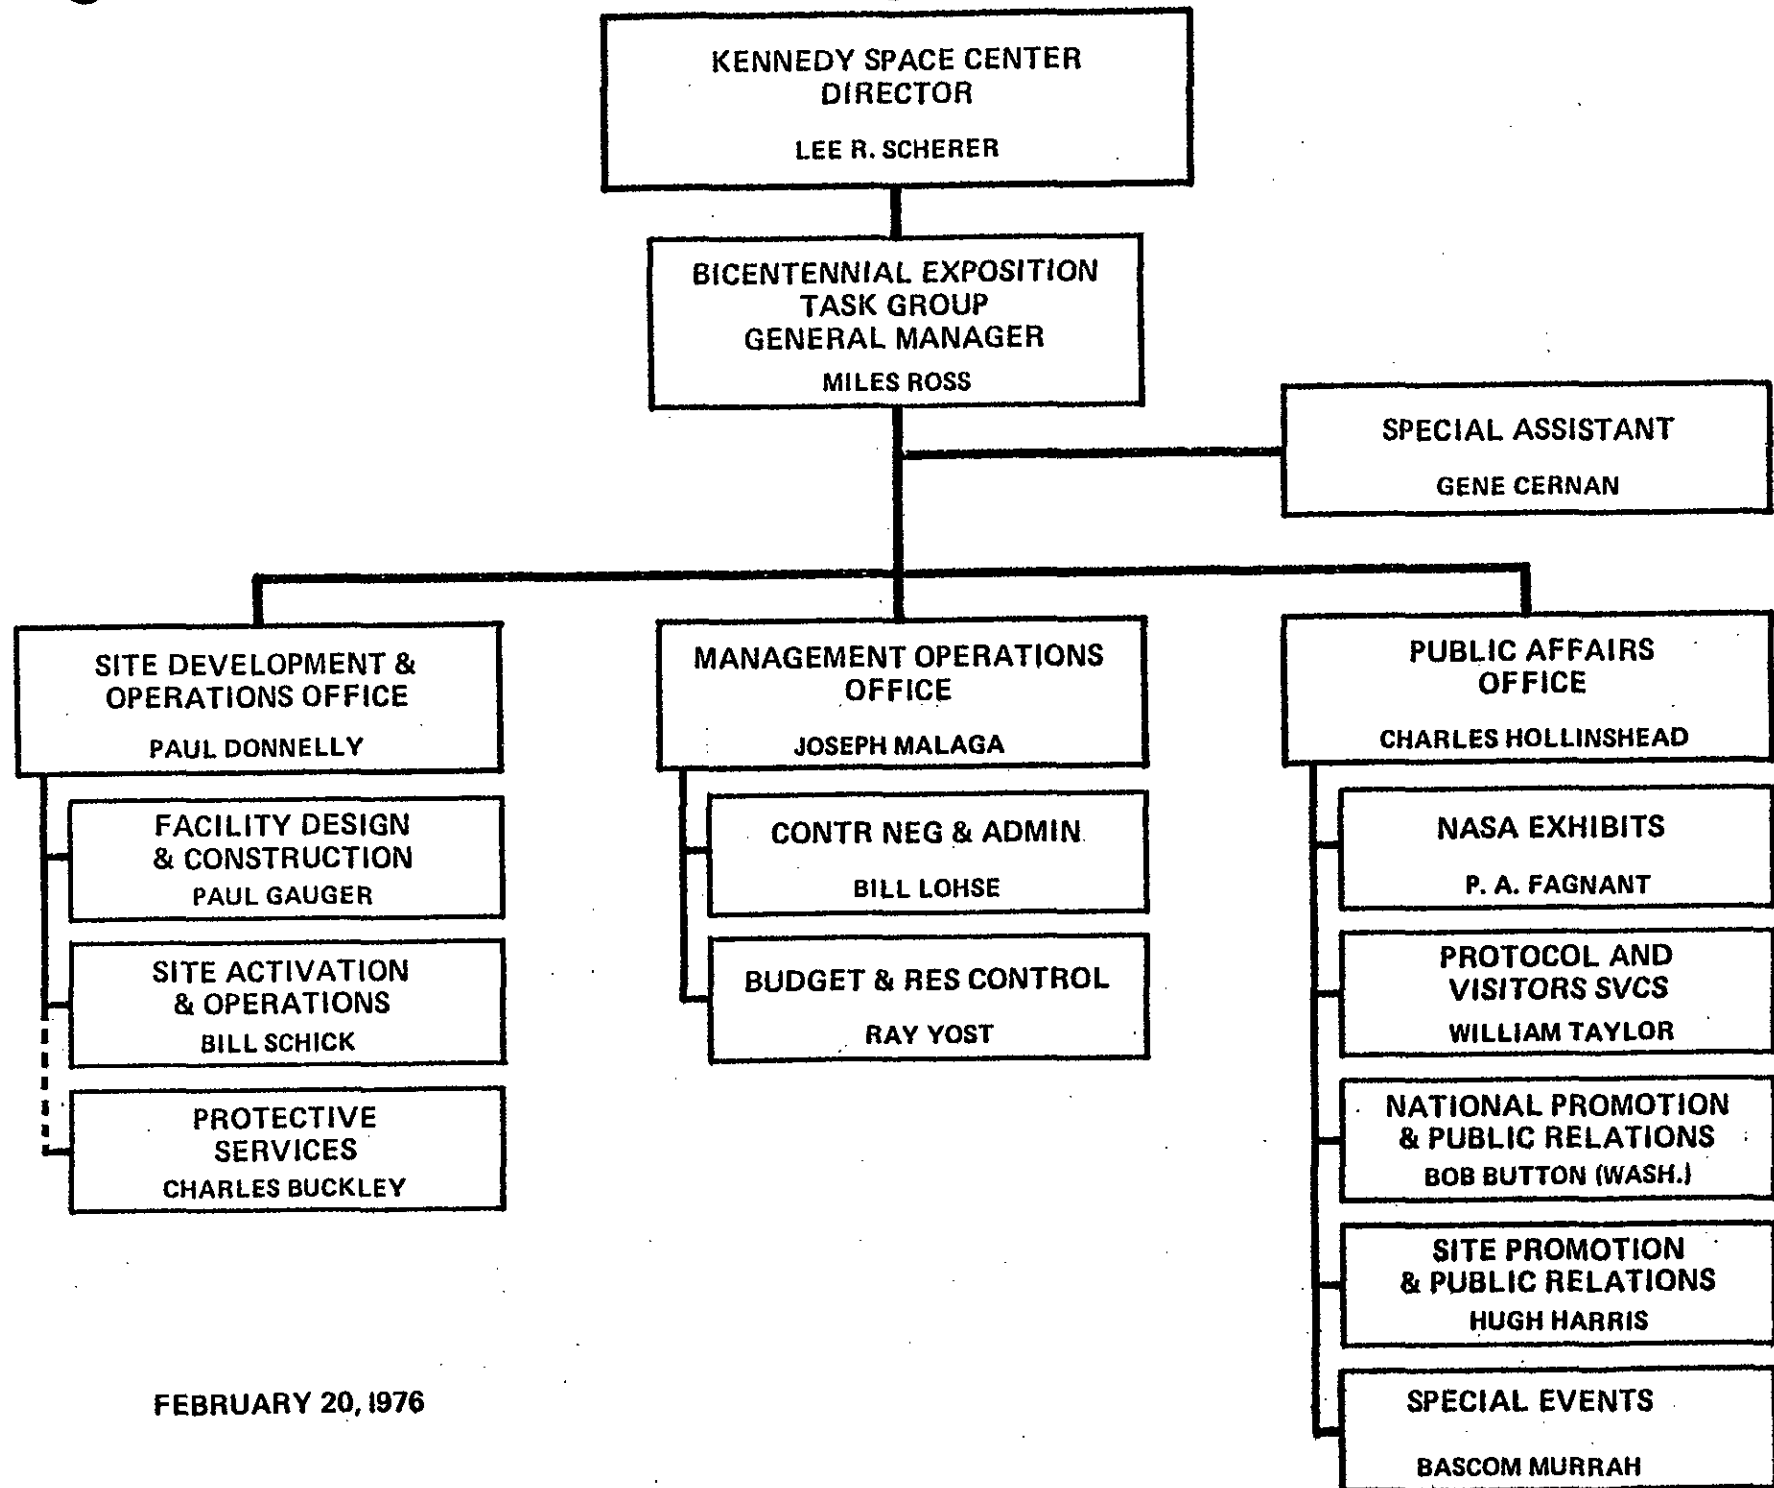 KENNEDY SPACE CENTER
DIRECTOR
LEE R. SCHERER
BICENTENNIAL EXPOSITION
TASK GROUP
GENERAL MANAGER
MILES ROSS
SPECIAL ASSISTANT
GENE CERNAN
SITE DEVELOPMENT &
OPERATIONS OFFICE
PAUL DONNELLY
FACILITY DESIGN
& CONSTRUCTION
PAUL GAUGER
SITE ACTIVATION
& OPERATIONS
BILL SCHICK
PROTECTIVE
SERVICES
CHARLES BUCKLEY
MANAGEMENT OPERATIONS
OFFICE
JOSEPH MALAGA
CONTR NEG & ADMIN
BILL LOHSE
BUDGET & RES CONTROL
RAY YOST
PUBLIC AFFAIRS
OFFICE
CHARLES HOLLINSHEAD
NASA EXHIBITS
P. A. FAGNANT
PROTOCOL AND
VISITORS SVCS
WILLIAM TAYLOR
NATIONAL PROMOTION
& PUBLIC RELATIONS
BOB BUTTON (WASH.)
SITE PROMOTION
& PUBLIC RELATIONS
HUGH HARRIS
SPECIAL EVENTS
BASCOM MURRAH
FEBRUARY 20, 1976